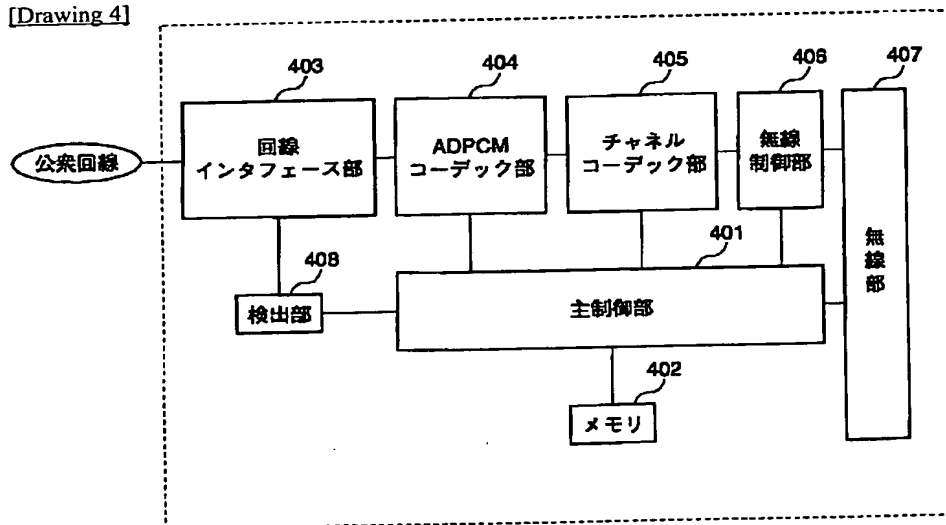 [Drawing 4]
403
404
405
406
407
公衆回線
回線
インタフェース部
ADPCM
コーデック部
チャネル
コーデック部
無線
制御部
無線部
408
検出部
401
主制御部
402
メモリ